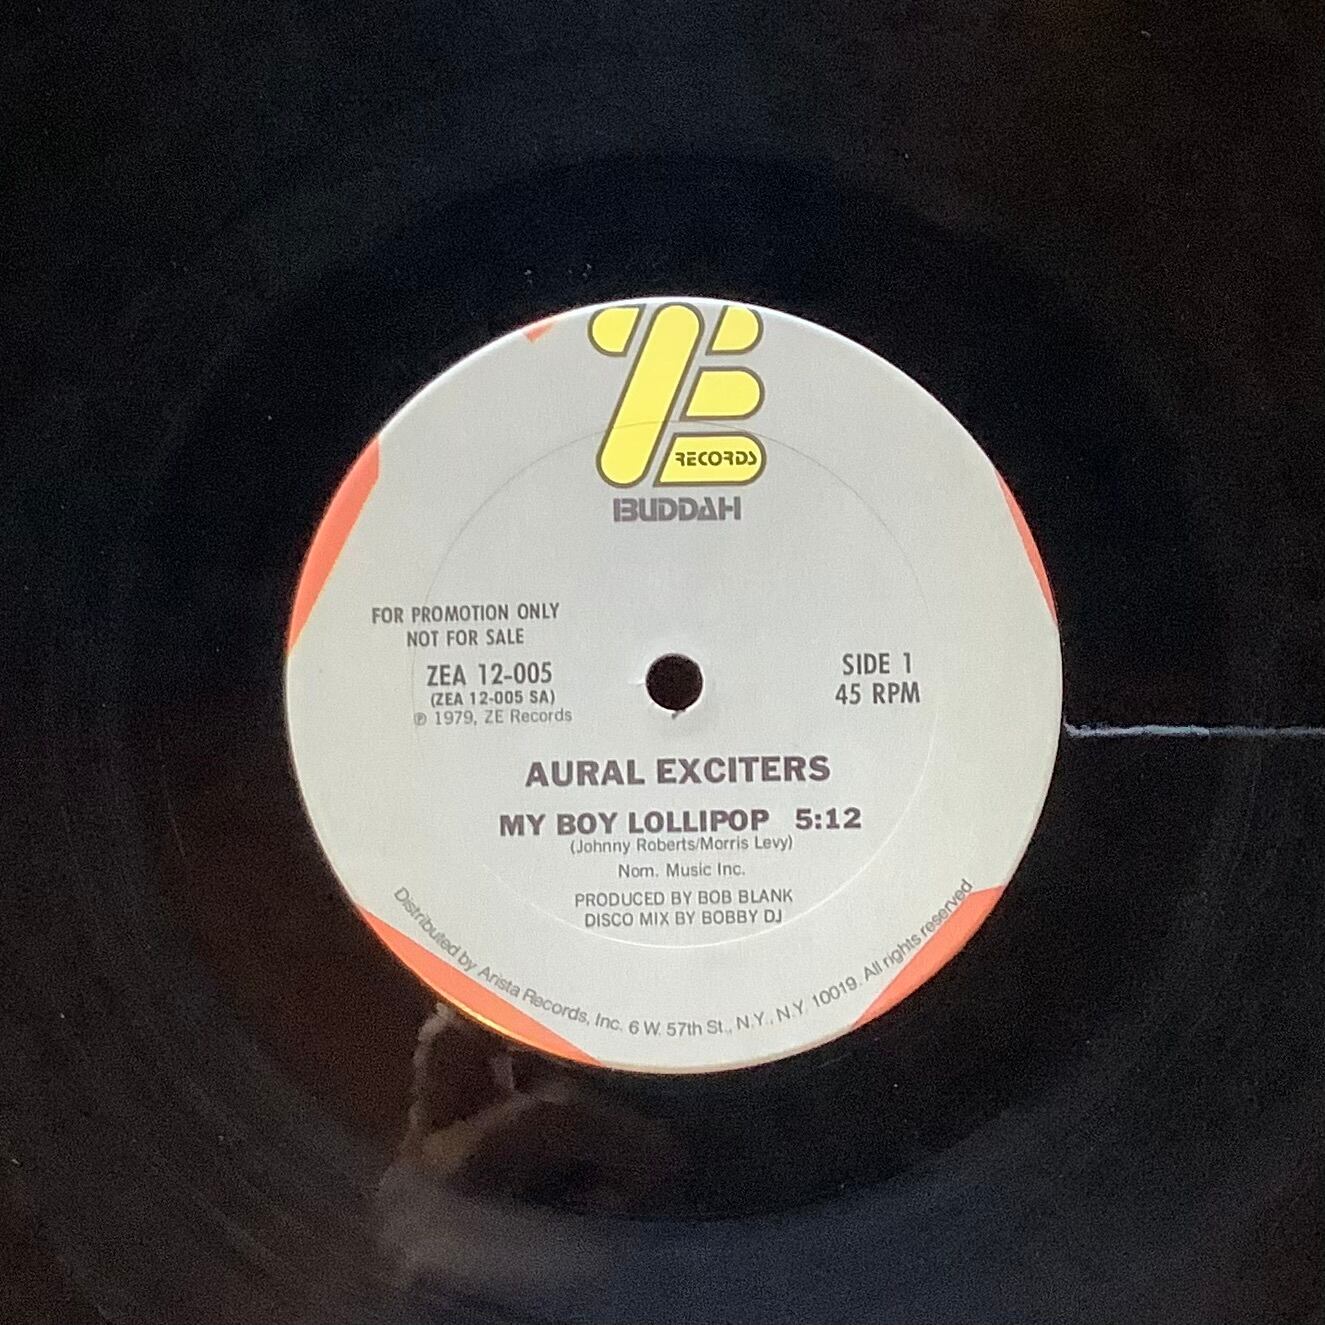 ZE
RECORDS
BUDDAH
FOR PROMOTION ONLY
NOT FOR SALE
ZEA 12-005
(ZEA 12-005 SA)
℗ 1979, ZE Records
SIDE 1
45 RPM
AURAL EXCITERS
MY BOY LOLLIPOP 5:12
(Johnny Roberts/Morris Levy)
Nom. Music Inc.
PRODUCED BY BOB BLANK
DISCO MIX BY BOBBY DJ
Distributed by Arista Records, Inc. 6 W. 57th St., N.Y., N.Y. 10019. All rights reserved